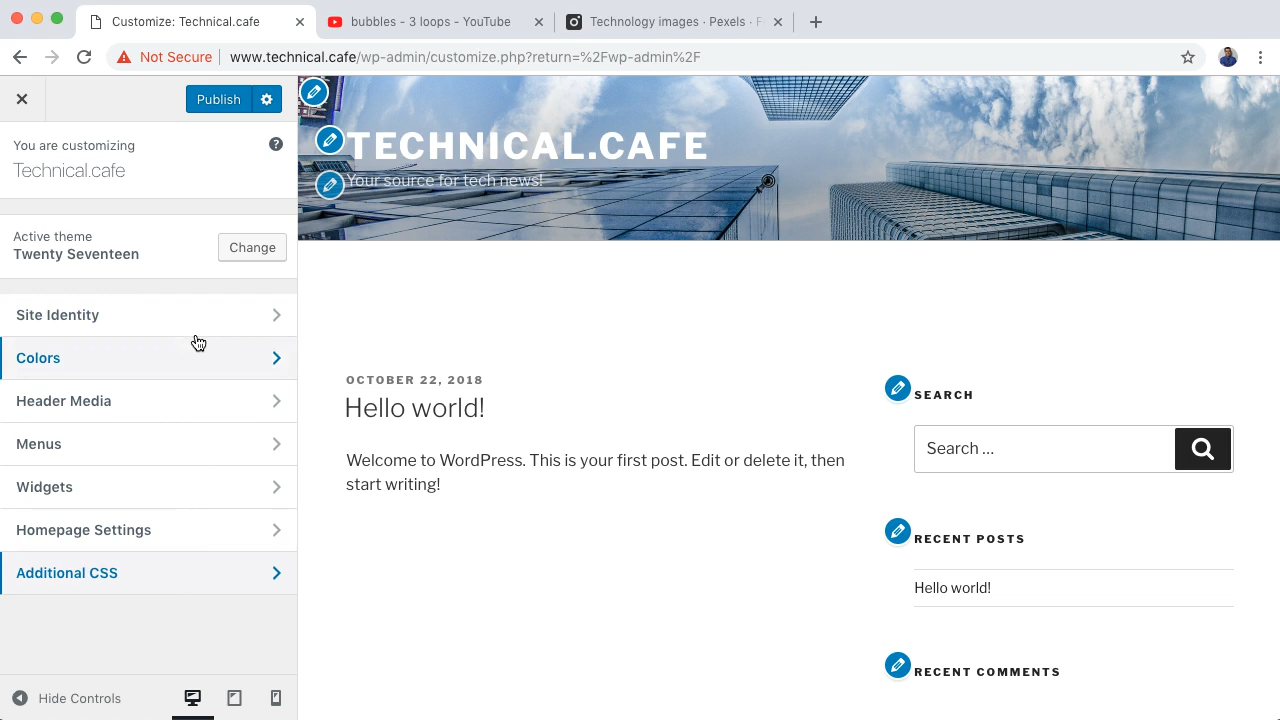 Customize: Technical.cafe
bubbles - 3 loops - YouTube
Technology images · Pexels · F
Not Secure
www.technical.cafe/wp-admin/customize.php?return=%2Fwp-admin%2F
Publish
You are customizing
Technical.cafe
Active theme
Twenty Seventeen
Change
Site Identity
Colors
Header Media
Menus
Widgets
Homepage Settings
Additional CSS
Hide Controls
TECHNICAL.CAFE
Your source for tech news!
OCTOBER 22, 2018
Hello world!
Welcome to WordPress. This is your first post. Edit or delete it, then
start writing!
SEARCH
Search …
RECENT POSTS
Hello world!
RECENT COMMENTS